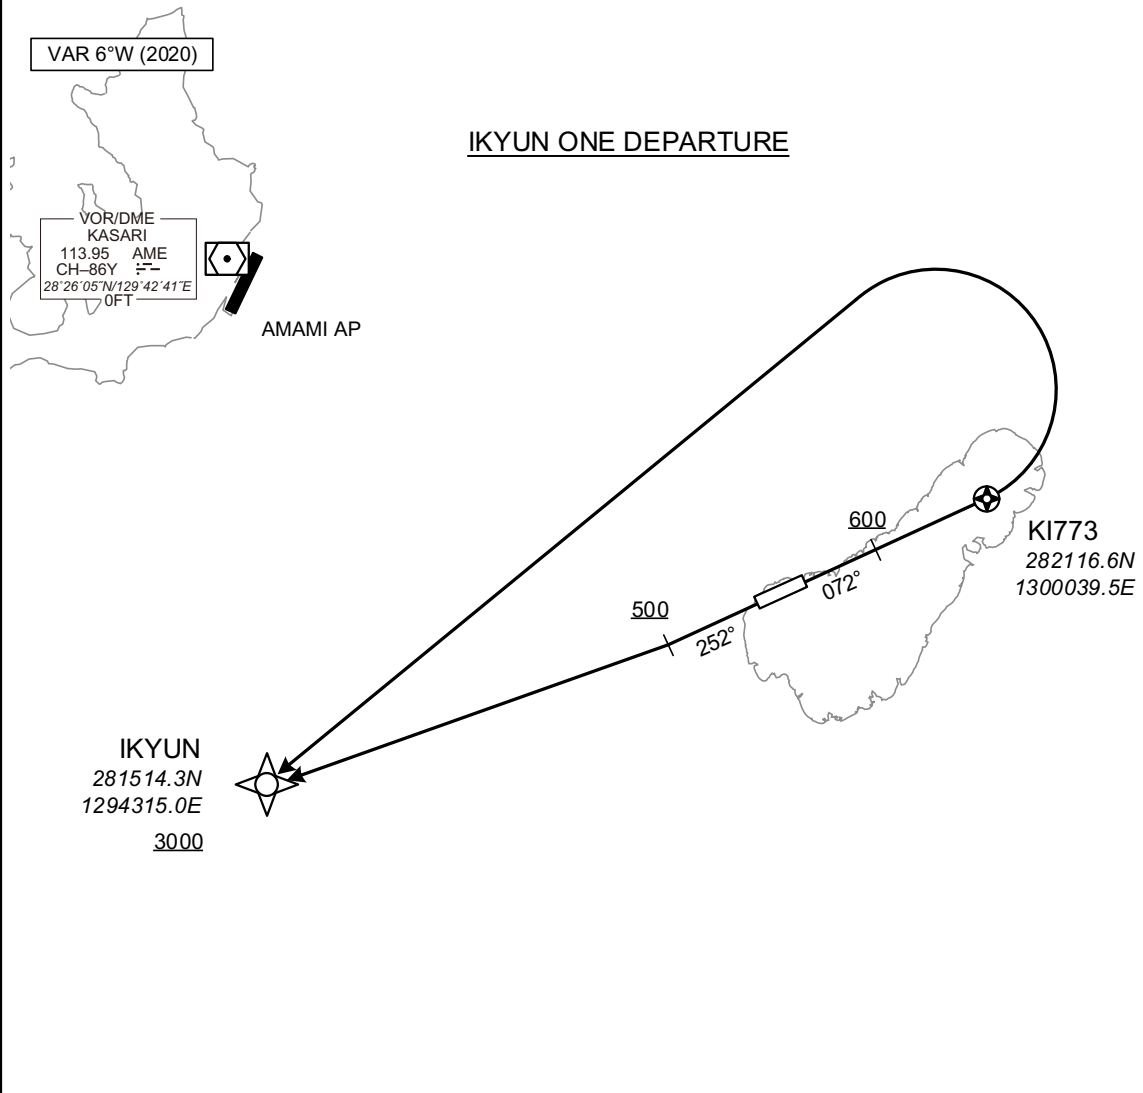 VAR 6°W (2020)
IKYUN ONE DEPARTURE
VOR/DME
KASARI
113.95 AME
CH–86Y
28°26´05˝N/129°42´41˝E
0FT
AMAMI AP
600
KI773
282116.6N
1300039.5E
072°
500
252°
IKYUN
281514.3N
1294315.0E
3000